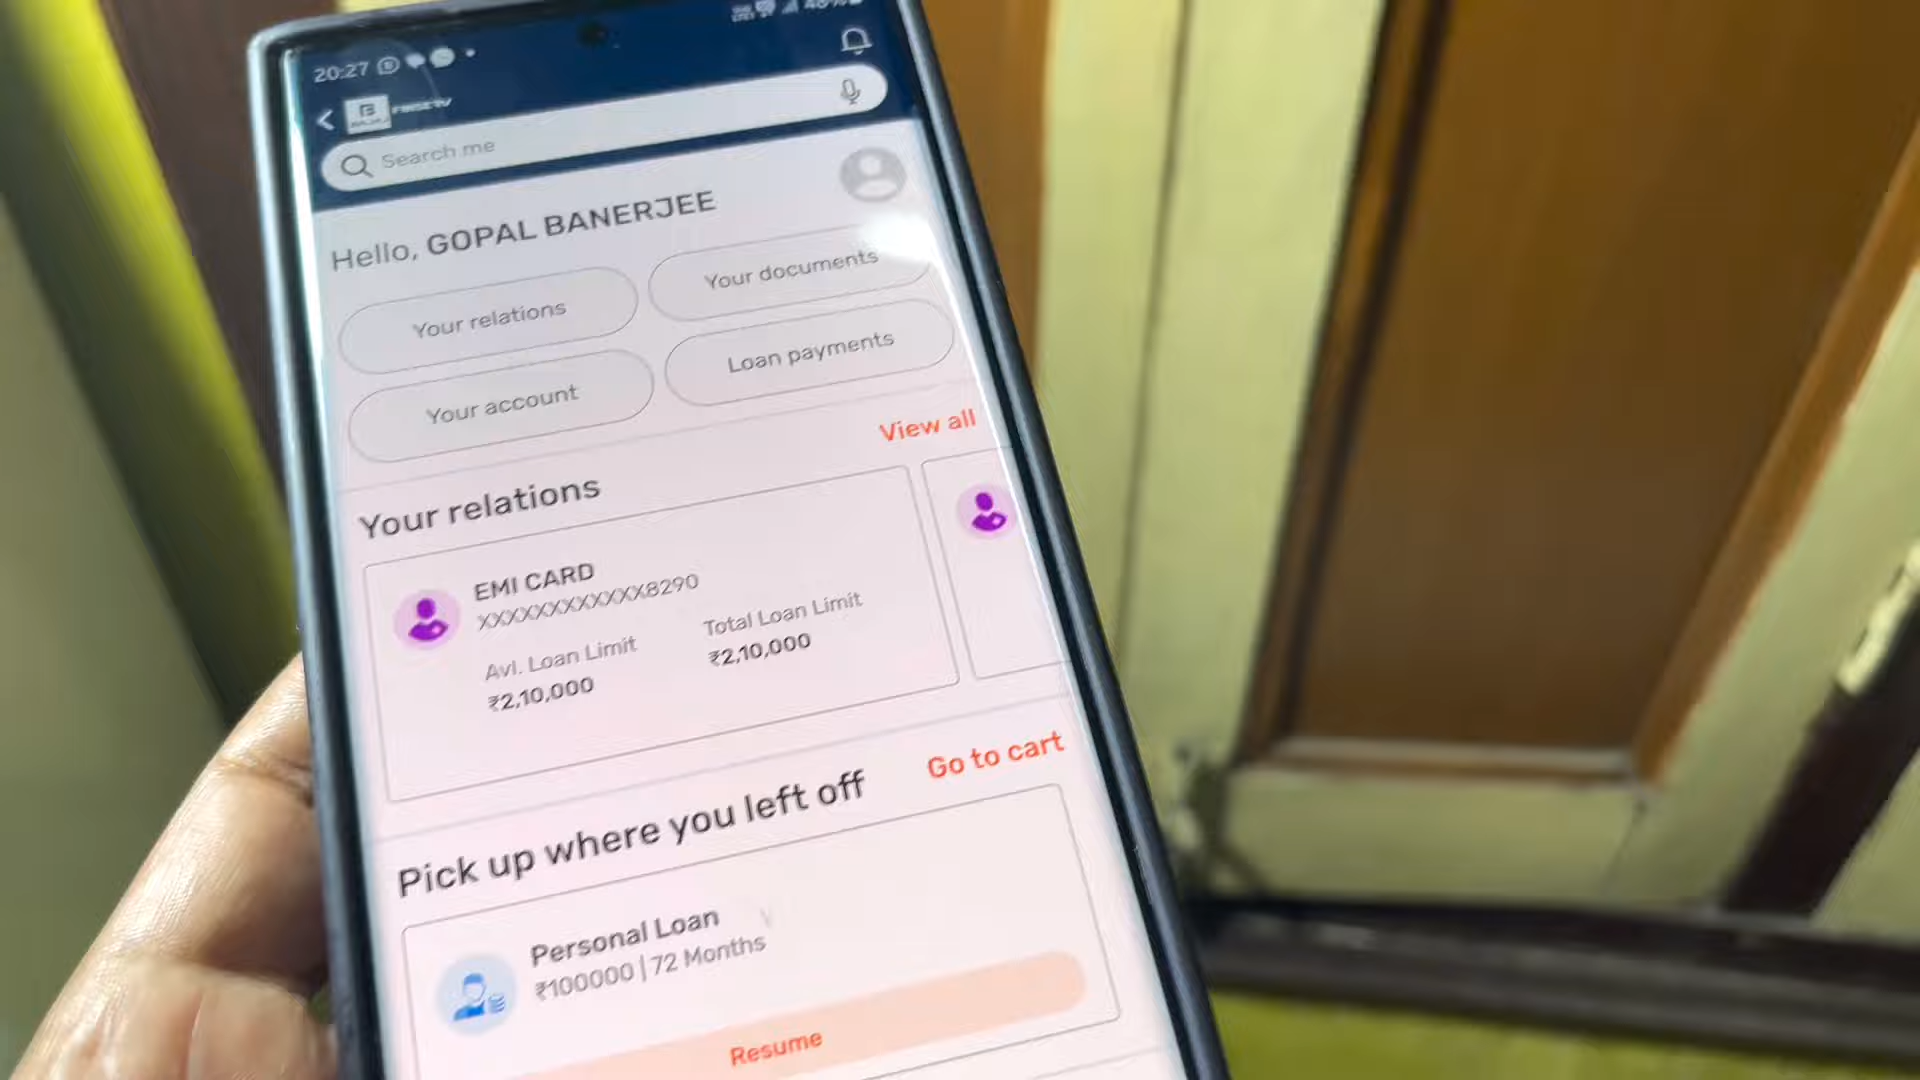 20:27
Search me
Hello, GOPAL BANERJEE
Your relations
Your documents
Your account
Loan payments
View all
Your relations
EMI CARD
XXXXXXXXXXXX8290
Avl. Loan Limit
Total Loan Limit
₹2,10,000
₹2,10,000
Go to cart
Pick up where you left off
Personal Loan
₹100000 | 72 Months
Resume